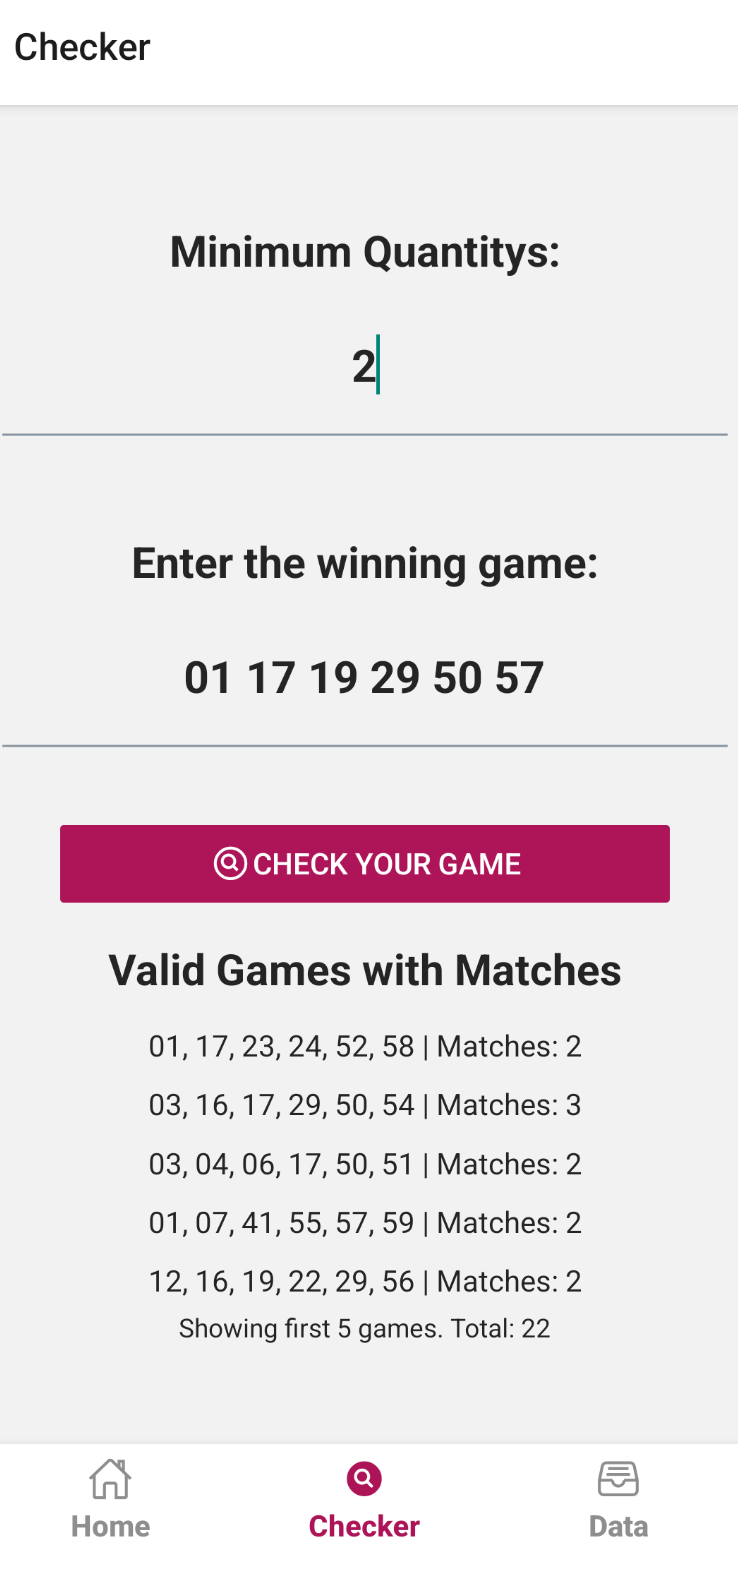 Checker
Minimum Quantitys:
2
Enter the winning game:
01 17 19 29 50 57
CHECK YOUR GAME
Valid Games with Matches
01, 17, 23, 24, 52, 58 | Matches: 2
03, 16, 17, 29, 50, 54 | Matches: 3
03, 04, 06, 17, 50, 51 | Matches: 2
01, 07, 41, 55, 57, 59 | Matches: 2
12, 16, 19, 22, 29, 56 | Matches: 2
Showing first 5 games. Total: 22
Home
Checker
Data